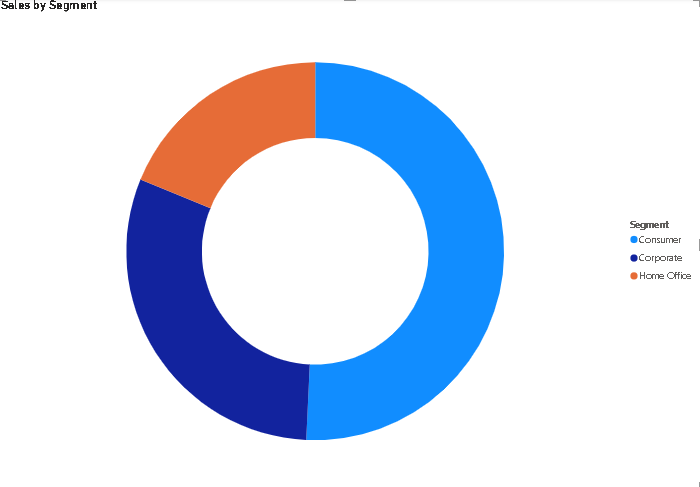 Sales by Segment
Segment
Consumer
Corporate
Home Office